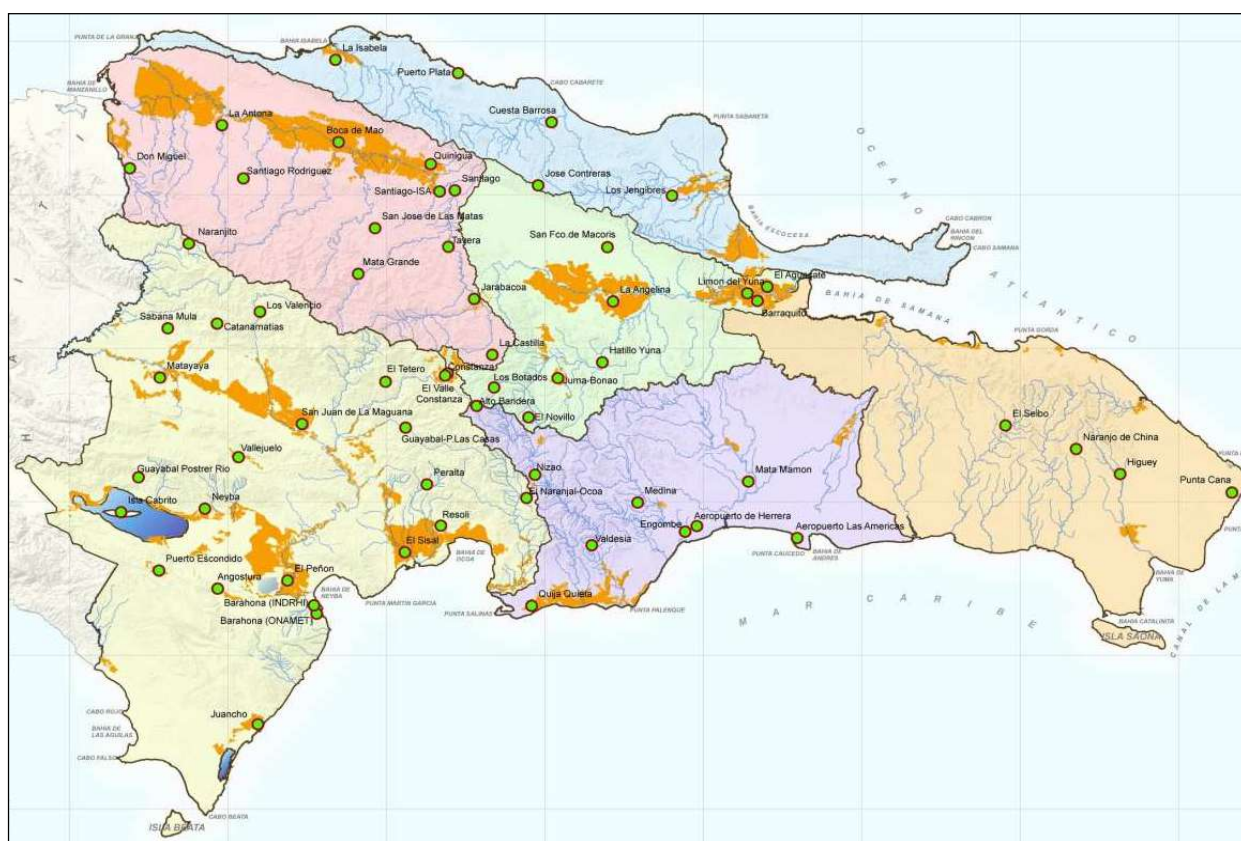 PUNTA DE LA GRANJA
BAHIA ISABELA
La Isabela
Puerto Plata
CABO CABARETE
BAHIA DE
MANZANILLO
Cuesta Barrosa
PUNTA SABANETA
La Antona
Boca de Mao
OCEANO
ATLANTICO
Don Miguel
Quinigua
Santiago Rodriguez
Santiago-ISA
Santiago
Jose Contreras
Los Jengibres
BAHIA ESCOCESA
CABO CABRON
BAHIA DEL
RINCON
CABO SAMANA
San Jose de Las Matas
Naranjito
Tavera
San Fco.de Macoris
Mata Grande
El Aguacate
Limon del Yuna
Jarabacoa
La Angelina
Barraquito
BAHIA DE SAMANA
Los Valencio
Sabana Mula
Catanamatias
PUNTA GORDA
La Castilla
Hatillo Yuna
Matayaya
El Tetero
(Constanza)
El Valle
Constanza
Los Botados
Juma-Bonao
Alto Bandera
El Novillo
San Juan de La Maguana
Guayabal-P.Las Casas
El Seibo
Vallejuelo
Naranjo de China
Guayabal Postrer Rio
Peralta
Nizao
Mata Mamon
Higuey
Punta Cana
Isla Cabrito
Neyba
El Naranjal-Ocoa
Medina
Resoli
Engombe
Aeropuerto de Herrera
Aeropuerto Las Americas
El Sisal
BAHIA DE
OCOA
Valdesia
PUNTA CAUCEDO
BAHIA DE
ANDRES
Puerto Escondido
El Peñon
Angostura
BAHIA DE
NEYBA
BAHIA DE
YUMA
Barahona (INDRHI)
PUNTA MARTIN GARCIA
PUNTA SALINAS
Quija Quieta
PUNTA PALENQUE
Barahona (ONAMET)
MAR CARIBE
BAHIA CATALINITA
ISLA SAONA
CANAL DE LA
CABO ROJO
Juancho
BAHIA DE
LAS AGUILAS
CABO FALSO
CABO BEATA
ISLA BEATA